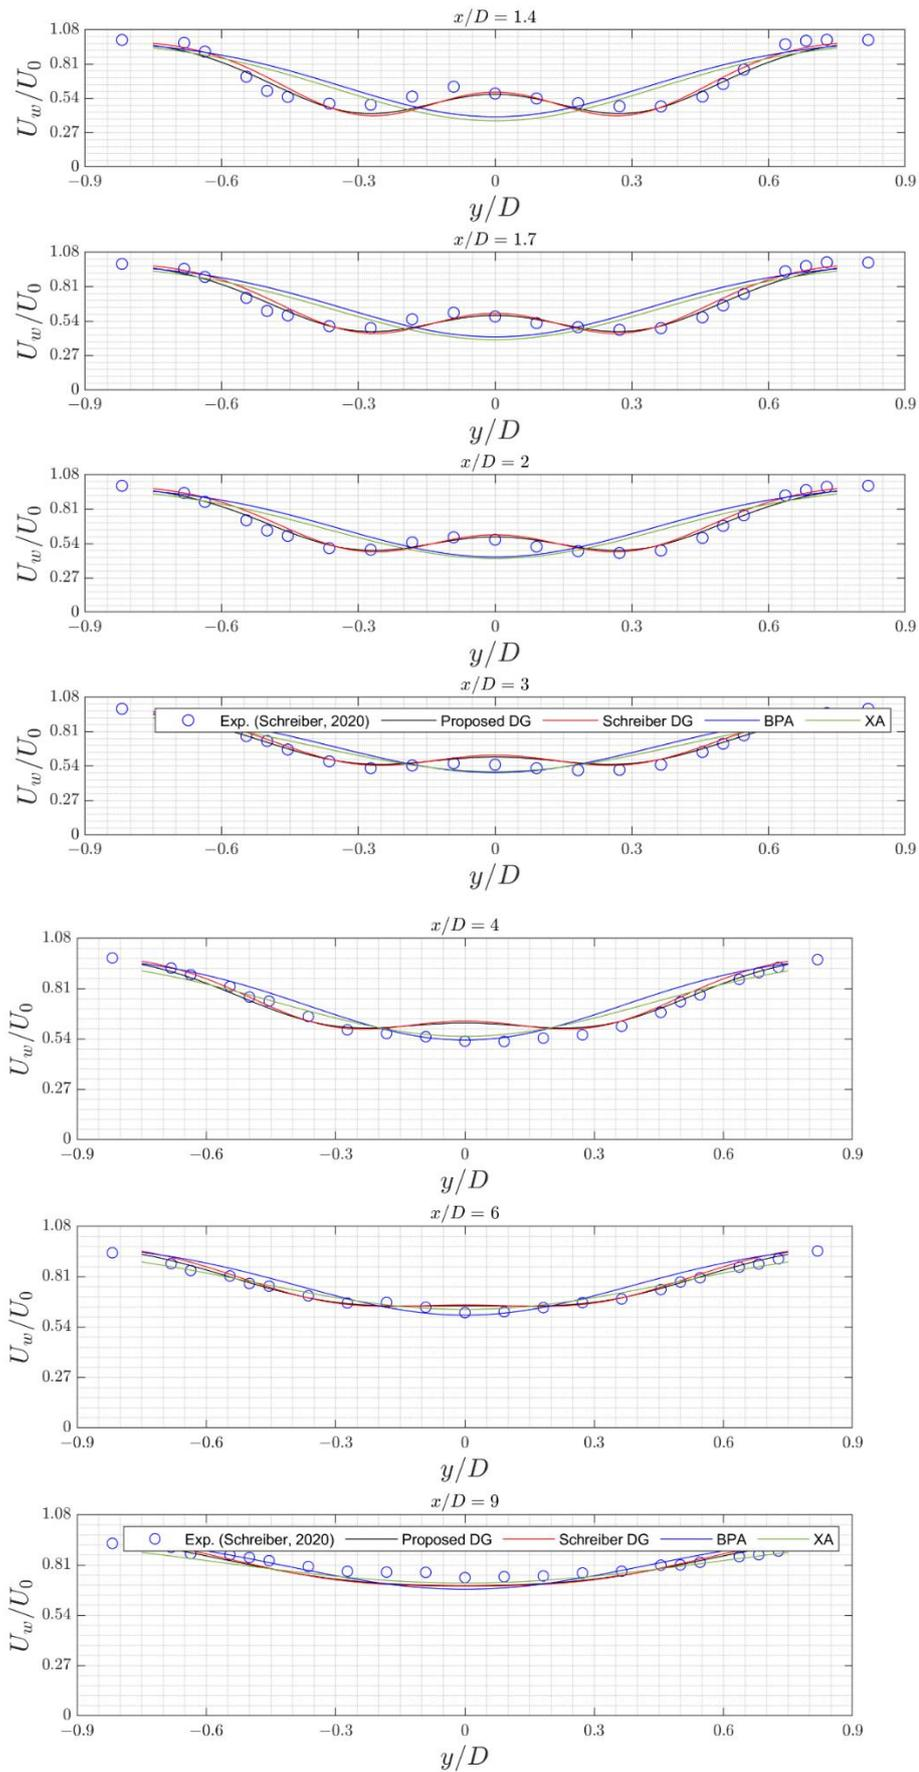 x/D = 1.4
1.08
0.81
0.54
0.27
0
U_w/U_0
−0.9 −0.6 −0.3 0 0.3 0.6 0.9
y/D
x/D = 1.7
1.08
0.81
0.54
0.27
0
U_w/U_0
−0.9 −0.6 −0.3 0 0.3 0.6 0.9
y/D
x/D = 2
1.08
0.81
0.54
0.27
0
U_w/U_0
−0.9 −0.6 −0.3 0 0.3 0.6 0.9
y/D
x/D = 3
1.08
Exp. (Schreiber, 2020) Proposed DG Schreiber DG BPA XA
0.81
0.54
0.27
0
U_w/U_0
−0.9 −0.6 −0.3 0 0.3 0.6 0.9
y/D
x/D = 4
1.08
0.81
0.54
0.27
0
U_w/U_0
−0.9 −0.6 −0.3 0 0.3 0.6 0.9
y/D
x/D = 6
1.08
0.81
0.54
0.27
0
U_w/U_0
−0.9 −0.6 −0.3 0 0.3 0.6 0.9
y/D
x/D = 9
1.08
Exp. (Schreiber, 2020) Proposed DG Schreiber DG BPA XA
0.81
0.54
0.27
0
U_w/U_0
−0.9 −0.6 −0.3 0 0.3 0.6 0.9
y/D